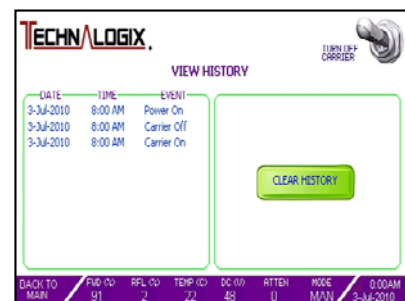 TECHNALOGIX.
TURN OFF
CARRIER
VIEW HISTORY
DATE TIME EVENT
3-Jul-2010 8:00 AM Power On
3-Jul-2010 8:00 AM Carrier Off
3-Jul-2010 8:00 AM Carrier On
CLEAR HISTORY
BACK TO MAIN
FWD (%) RFL (%) TEMP (C) DC (V) ATTEN MODE
91 2 22 48 0 MAN
8:00AM
3-Jul-2010